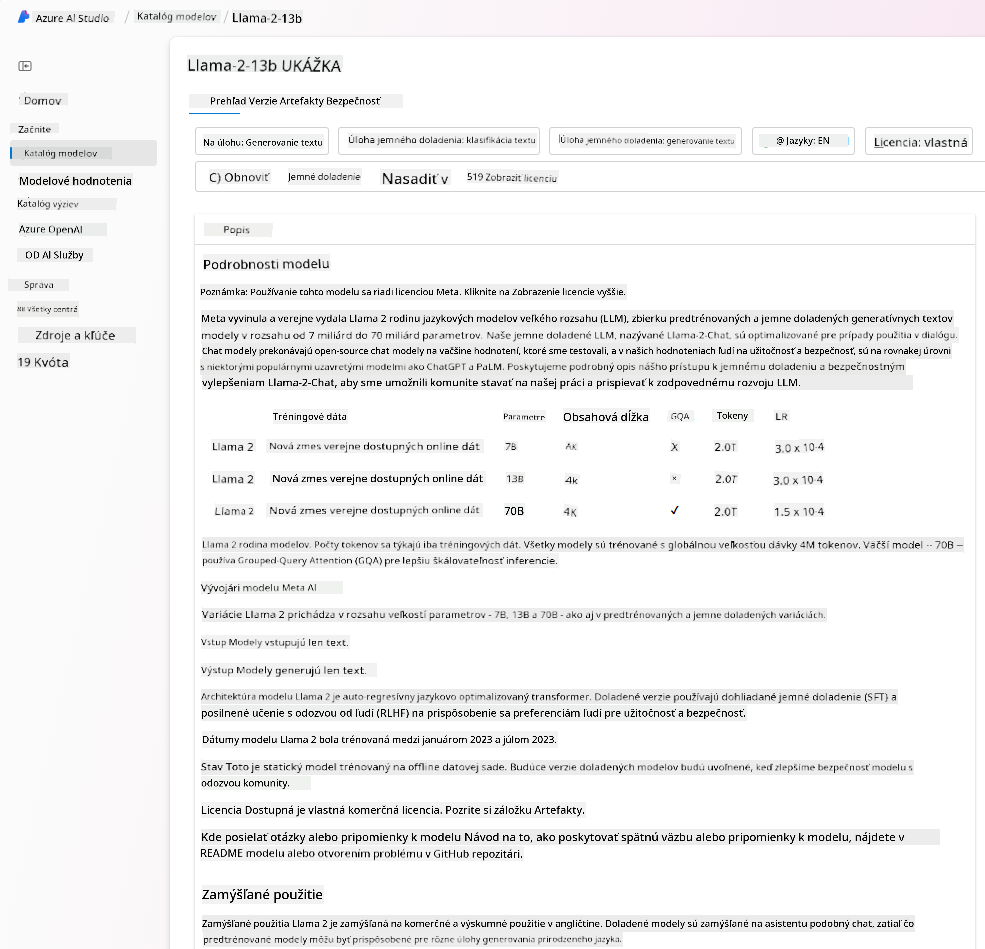 Azure AI Studio / Katalóg modelov / Llama-2-13b
Llama-2-13b UKÁŽKA
Domov
Začnite
Katalóg modelov
Modelové hodnotenia
Katalóg výziev
Azure OpenAI
OD AI Služby
Sprava
88 Všetky centrá
Zdroje a kľúče
19 Kvóta
Prehľad Verzie Artefakty Bezpečnosť
Na úlohu: Generovanie textu
Úloha jemného doladenia: klasifikácia textu
Úloha jemného doladenia: generovanie textu
@ Jazyky: EN
Licencia: vlastná
C) Obnoviť Jemné doladenie Nasadiť v 519 Zobraziť licenciu
Popis
Podrobnosti modelu
Poznámka: Používanie tohto modelu sa riadi licenciou Meta. Kliknite na Zobrazenie licencie vyššie.
Meta vyvinula a verejne vydala Llama 2 rodinu jazykových modelov veľkého rozsahu (LLM), zbierku predtrénovaných a jemne doladených generatívnych textov
modely v rozsahu od 7 miliárd do 70 miliárd parametrov. Naše jemne doladené LLM, nazývané Llama-2-Chat, sú optimalizované pre prípady použitia v dialógu.
Chat modely prekonávajú open-source chat modely na väčšine hodnotení, ktoré sme testovali, a v našich hodnoteniach ľudí na užitočnosť a bezpečnosť, sú na rovnakej úrovni
s niektorými populárnymi uzavretými modelmi ako ChatGPT a PaLM. Poskytujeme podrobný opis nášho prístupu k jemnému doladeniu a bezpečnostným
vylepšeniam Llama-2-Chat, aby sme umožnili komunite stavať na našej práci a prispievať k zodpovednému rozvoju LLM.
Tréningové dáta Parametre Obsahová dĺžka GQA Tokeny LR
Llama 2 Nová zmes verejne dostupných online dát 7B 4K X 2.0T 3.0 x 10-4
Llama 2 Nová zmes verejne dostupných online dát 13B 4k × 2.0T 3.0 x 10-4
Llama 2 Nová zmes verejne dostupných online dát 70B 4K ✓ 2.0T 1.5 x 10-4
Llama 2 rodina modelov. Počty tokenov sa týkajú iba tréningových dát. Všetky modely sú trénované s globálnou veľkosťou dávky 4M tokenov. Väčší model -- 70B --
používa Grouped-Query Attention (GQA) pre lepšiu škálovateľnosť inferencie.
Vývojári modelu Meta AI
Variácie Llama 2 prichádza v rozsahu veľkostí parametrov - 7B, 13B a 70B - ako aj v predtrénovaných a jemne doladených variáciách.
Vstup Modely vstupujú len text.
Výstup Modely generujú len text.
Architektúra modelu Llama 2 je auto-regresívny jazykovo optimalizovaný transformer. Doladené verzie používajú dohliadané jemné doladenie (SFT) a
posilnené učenie s odozvou od ľudí (RLHF) na prispôsobenie sa preferenciám ľudí pre užitočnosť a bezpečnosť.
Dátumy modelu Llama 2 bola trénovaná medzi januárom 2023 a júlom 2023.
Stav Toto je statický model trénovaný na offline datovej sade. Budúce verzie doladených modelov budú uvoľnené, keď zlepšíme bezpečnosť modelu s
odozvou komunity.
Licencia Dostupná je vlastná komerčná licencia. Pozrite si záložku Artefakty.
Kde posielať otázky alebo pripomienky k modelu Návod na to, ako poskytovať spätnú väzbu alebo pripomienky k modelu, nájdete v
README modelu alebo otvorením problému v GitHub repozitári.
Zamýšľané použitie
Zamýšľané použitia Llama 2 je zamýšľaná na komerčné a výskumné použitie v angličtine. Doladené modely sú zamýšľané na asistentu podobný chat, zatiaľ čo
predtrénované modely môžu byť prispôsobené pre rôzne úlohy generovania prirodzeného jazyka.